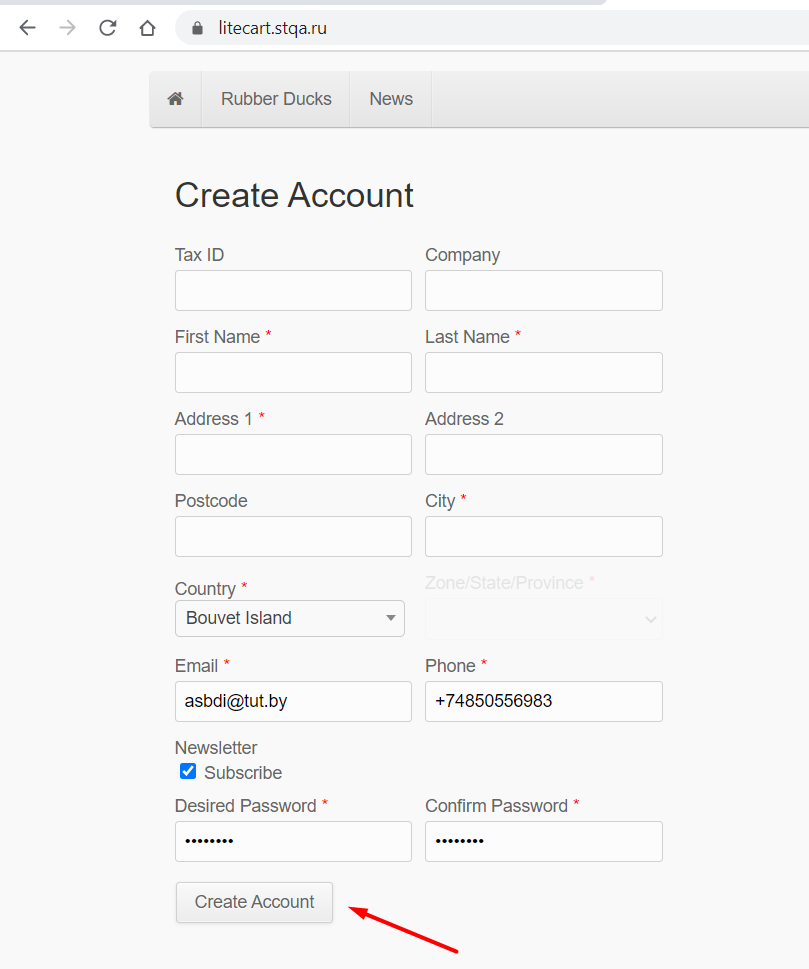 litecart.stqa.ru
Rubber Ducks News
Create Account
Tax ID Company
First Name * Last Name *
Address 1 * Address 2
Postcode City *
Country * Zone/State/Province *
Bouvet Island
Email * Phone *
asbdi@tut.by +74850556983
Newsletter
Subscribe
Desired Password * Confirm Password *
•••••••• ••••••••
Create Account